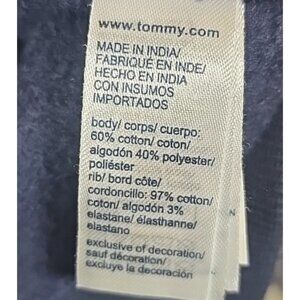 www.tommy.com
MADE IN INDIA/
FABRIQUÉ EN INDE/
HECHO EN INDIA
CON INSUMOS
IMPORTADOS
body/ corps/ cuerpo:
60% cotton/ coton/
algodón 40% polyester/
poliéster
rib/ bord côte/
cordoncillo: 97% cotton/
coton/ algodón 3%
elastane/ élasthanne/
elastano
exclusive of decoration/
sauf décoration/
excluye la decoración